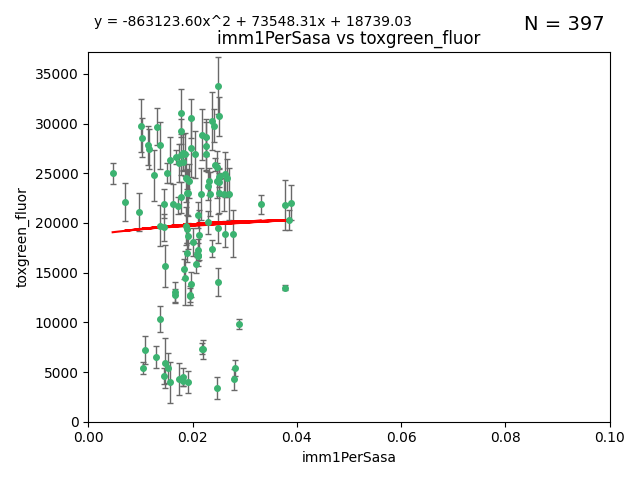 y = -863123.60x^2 + 73548.31x + 18739.03
N = 397
imm1PerSasa vs toxgreen_fluor
35000
30000
25000
20000
15000
10000
5000
0
toxgreen_fluor
0.00 0.02 0.04 0.06 0.08 0.10
imm1PerSasa